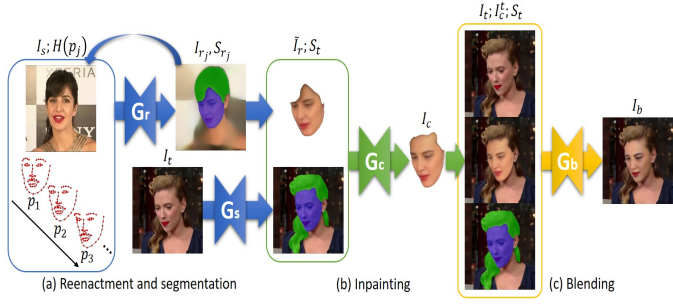 I_s; H(p_j)
I_{r_j}, S_{r_j}
Ĩ_r; S_t
I_t; I_c^t; S_t
G_r
I_c
I_b
I_t
G_c
G_b
G_s
p_1
p_2
p_3
...
(a) Reenactment and segmentation
(b) Inpainting
(c) Blending